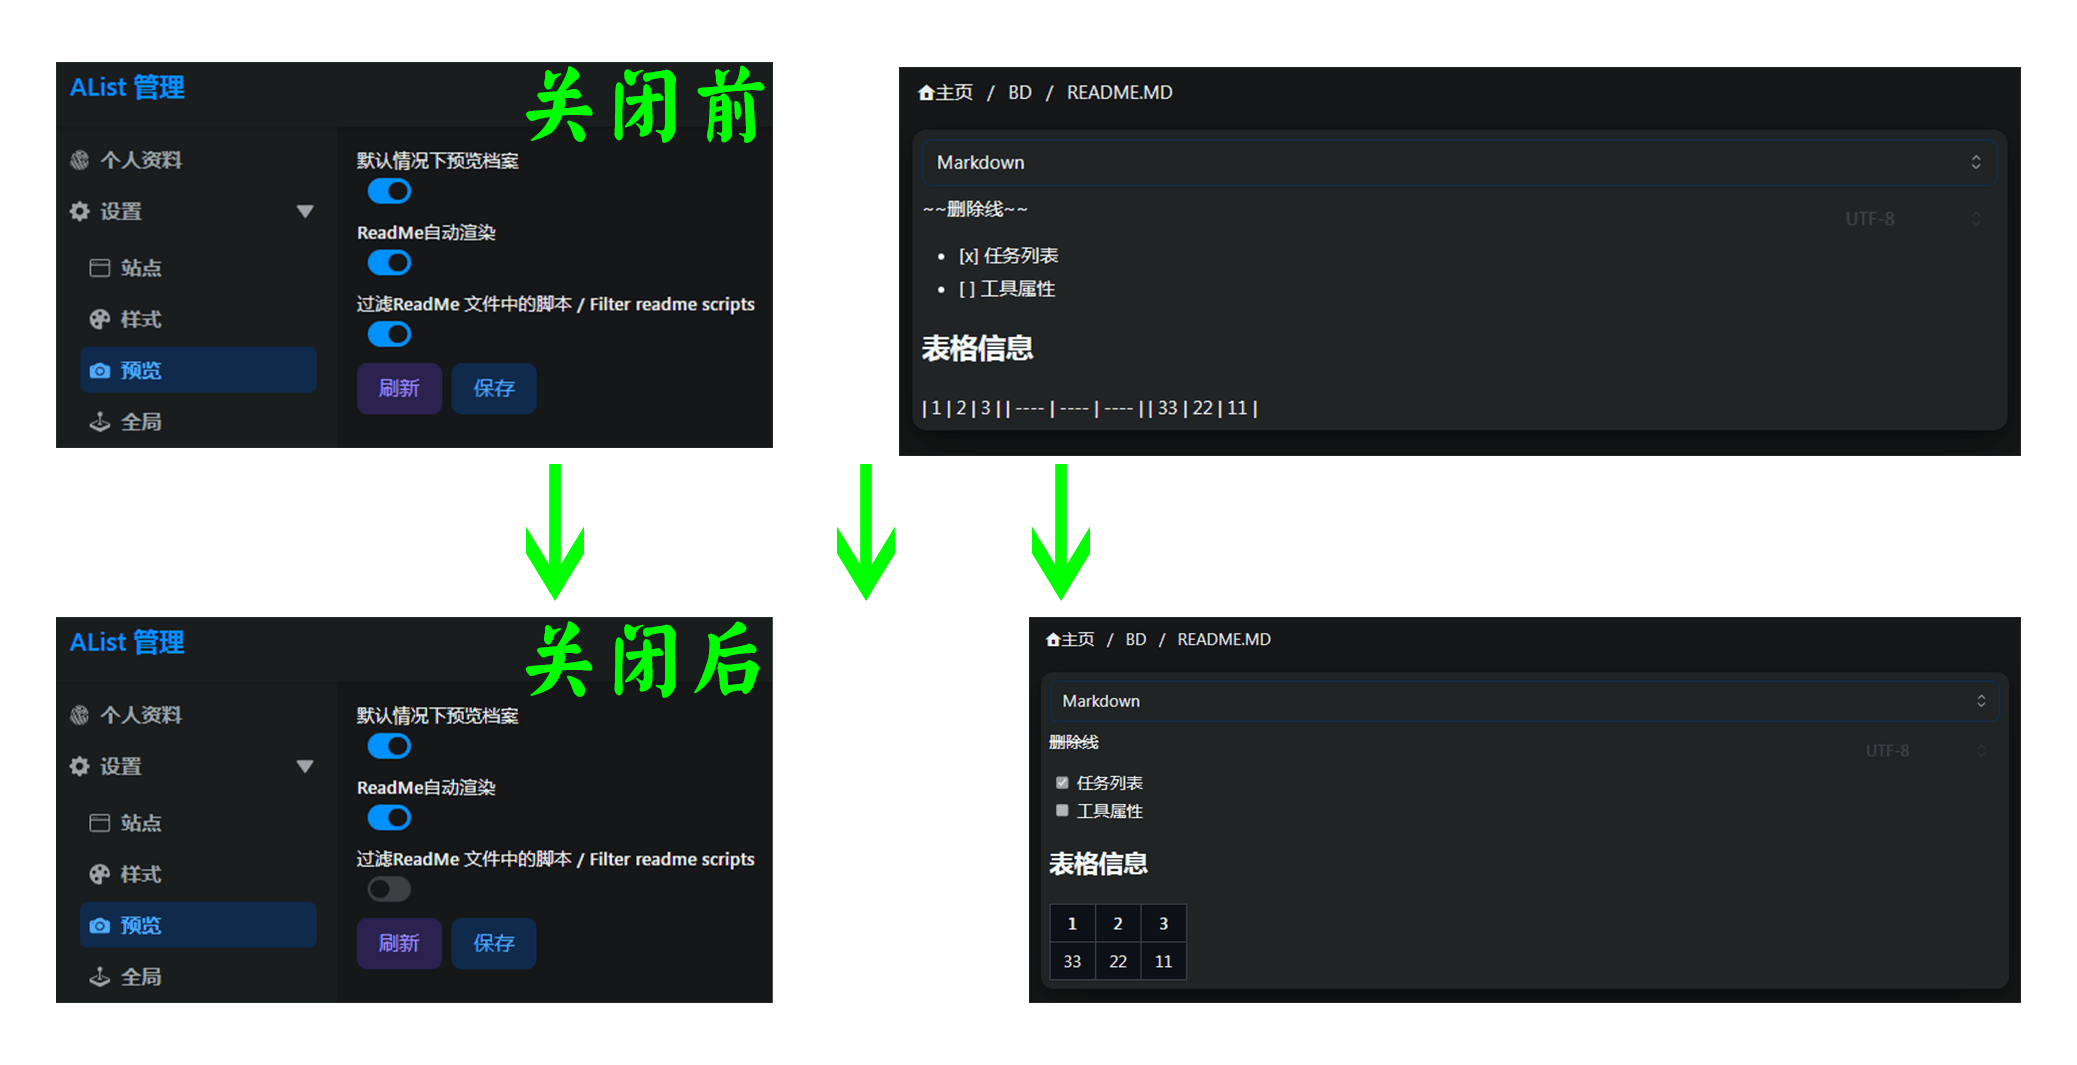 AList 管理
关闭前
个人资料
设置
站点
样式
预览
全局
默认情况下预览档案
ReadMe自动渲染
过滤ReadMe 文件中的脚本 / Filter readme scripts
刷新 保存
主页 / BD / README.MD
Markdown
~~删除线~~
UTF-8
[x] 任务列表
[ ] 工具属性
表格信息
| 1 | 2 | 3 | | ---- | ---- | ---- | | 33 | 22 | 11 |
AList 管理
关闭后
个人资料
设置
站点
样式
预览
全局
默认情况下预览档案
ReadMe自动渲染
过滤ReadMe 文件中的脚本 / Filter readme scripts
刷新 保存
主页 / BD / README.MD
Markdown
删除线
UTF-8
任务列表
工具属性
表格信息
1 2 3
33 22 11